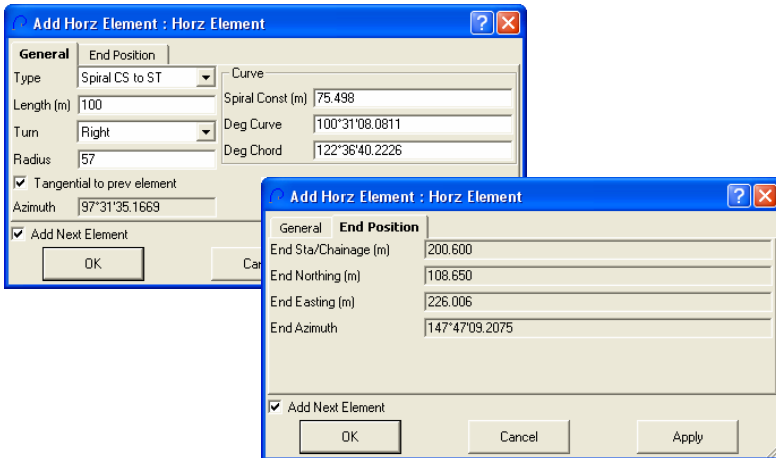 Add Horz Element : Horz Element
General End Position
Type Spiral CS to ST
Length (m) 100
Turn Right
Radius 57
Tangential to prev element
Azimuth 97°31'35.1669
Curve
Spiral Const (m) 75.498
Deg Curve 100°31'08.0811
Deg Chord 122°36'40.2226
Add Next Element
OK
Add Horz Element : Horz Element
General End Position
End Sta/Chainage (m) 200.600
End Northing (m) 108.650
End Easting (m) 226.006
End Azimuth 147°47'09.2075
Add Next Element
OK Cancel Apply